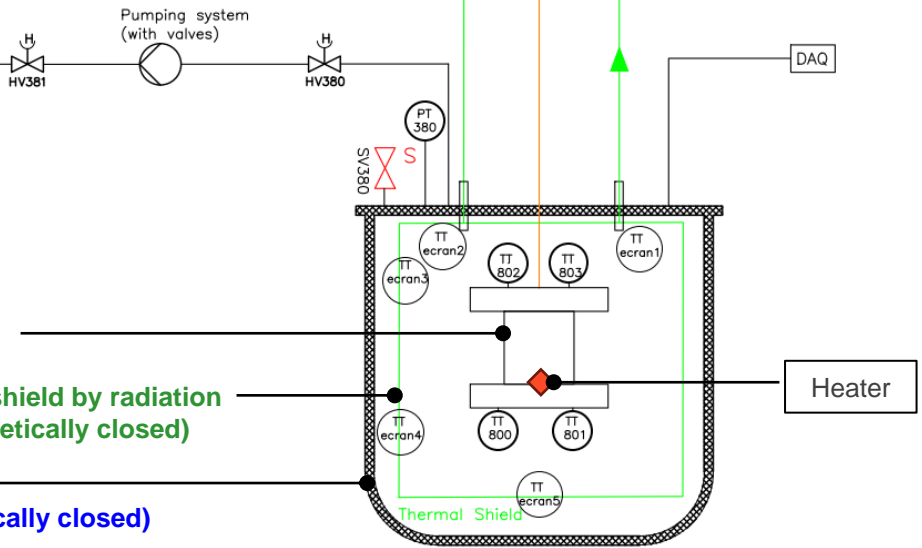 Pumping system
(with valves)
H
HV381
H
HV380
DAQ
PT
380
SV380
S
TT
ecran2
TT
ecran1
TT
ecran3
TT
802
TT
803
Heater
shield by radiation
etically closed)
TT
ecran4
TT
800
TT
801
TT
ecran5
Thermal Shield
cally closed)